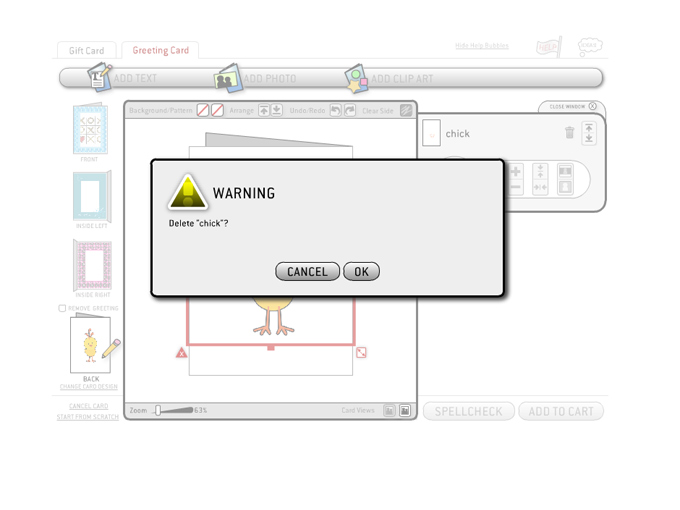 Gift Card
Greeting Card
Hide Help Bubbles
ADD TEXT
ADD PHOTO
ADD CLIP ART
Background/Pattern
Arrange
Undo/Redo
Clear Side
CLOSE WINDOW
chick
FRONT
INSIDE LEFT
INSIDE RIGHT
REMOVE GREETING
BACK
CHANGE CARD DESIGN
CANCEL CARD
START FROM SCRATCH
WARNING
Delete "chick"?
CANCEL
OK
Zoom
63%
Card Views
SPELLCHECK
ADD TO CART